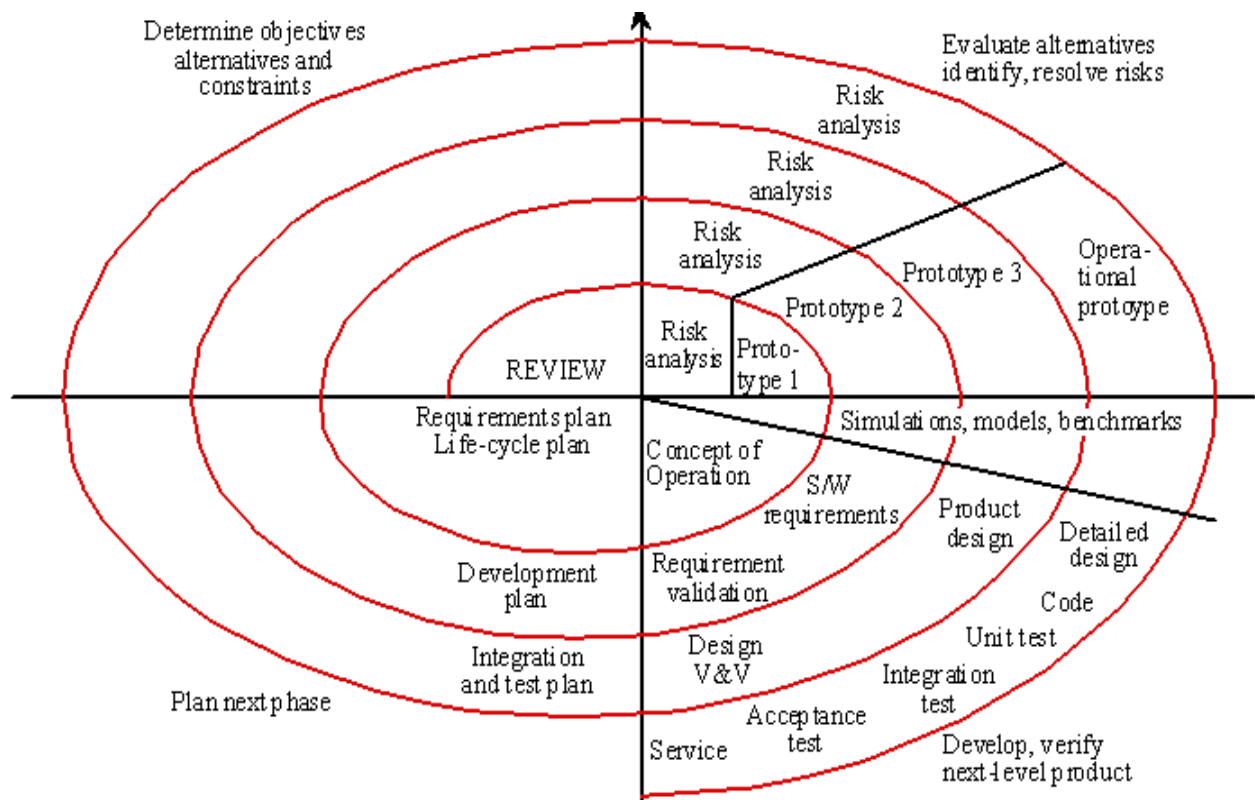 Determine objectives
alternatives and
constraints
Evaluate alternatives
identify, resolve risks
Risk
analysis
Risk
analysis
Risk
analysis
Risk
analysis
Proto-
type 1
Prototype 2
Prototype 3
Opera-
tional
protoype
REVIEW
Requirements plan
Life-cycle plan
Simulations, models, benchmarks
Concept of
Operation
S/W
requirements
Product
design
Detailed
design
Development
plan
Requirement
validation
Code
Unit test
Integration
and test plan
Design
V&V
Integration
test
Plan next phase
Acceptance
test
Service
Develop, verify
next-level product